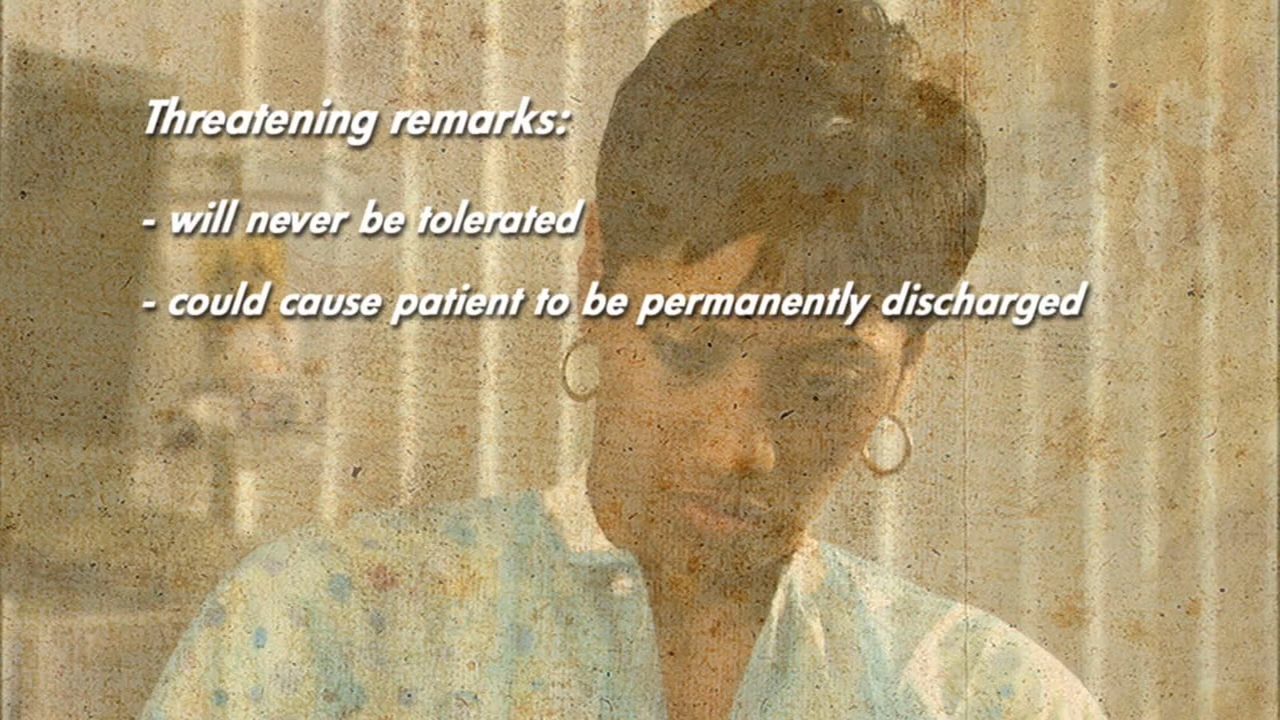 Threatening remarks:
- will never be tolerated
- could cause patient to be permanently discharged